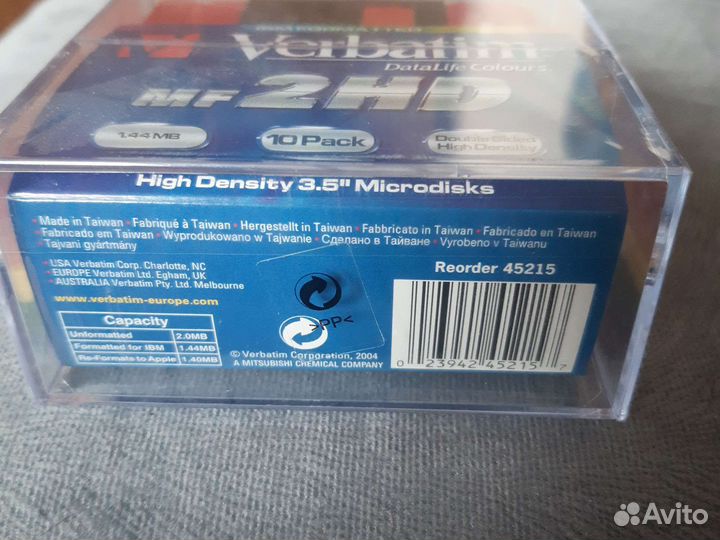 Verbatim
DataLife Colours
MF 2HD
1.44 MB
10 Pack
Double Sided
High Density
High Density 3.5" Microdisks
• Made in Taiwan • Fabriqué à Taiwan • Hergestellt in Taiwan • Fabbricato in Taiwan • Fabricado en Taiwan
• Fabricado em Taiwan • Wyprodukowano w Tajwanie • Сделано в Тайване • Vyrobeno v Taiwanu
• Tajvani gyártmány
• USA Verbatim Corp. Charlotte, NC
• EUROPE Verbatim Ltd. Egham, UK
• AUSTRALIA Verbatim Pty. Ltd. Melbourne
www.verbatim-europe.com
Capacity
Unformatted 2.0MB
Formatted for IBM 1.44MB
Re-Formats to Apple 1.40MB
>PP<
© Verbatim Corporation, 2004
A MITSUBISHI CHEMICAL COMPANY
Reorder 45215
0 23942 45215 7
Avito